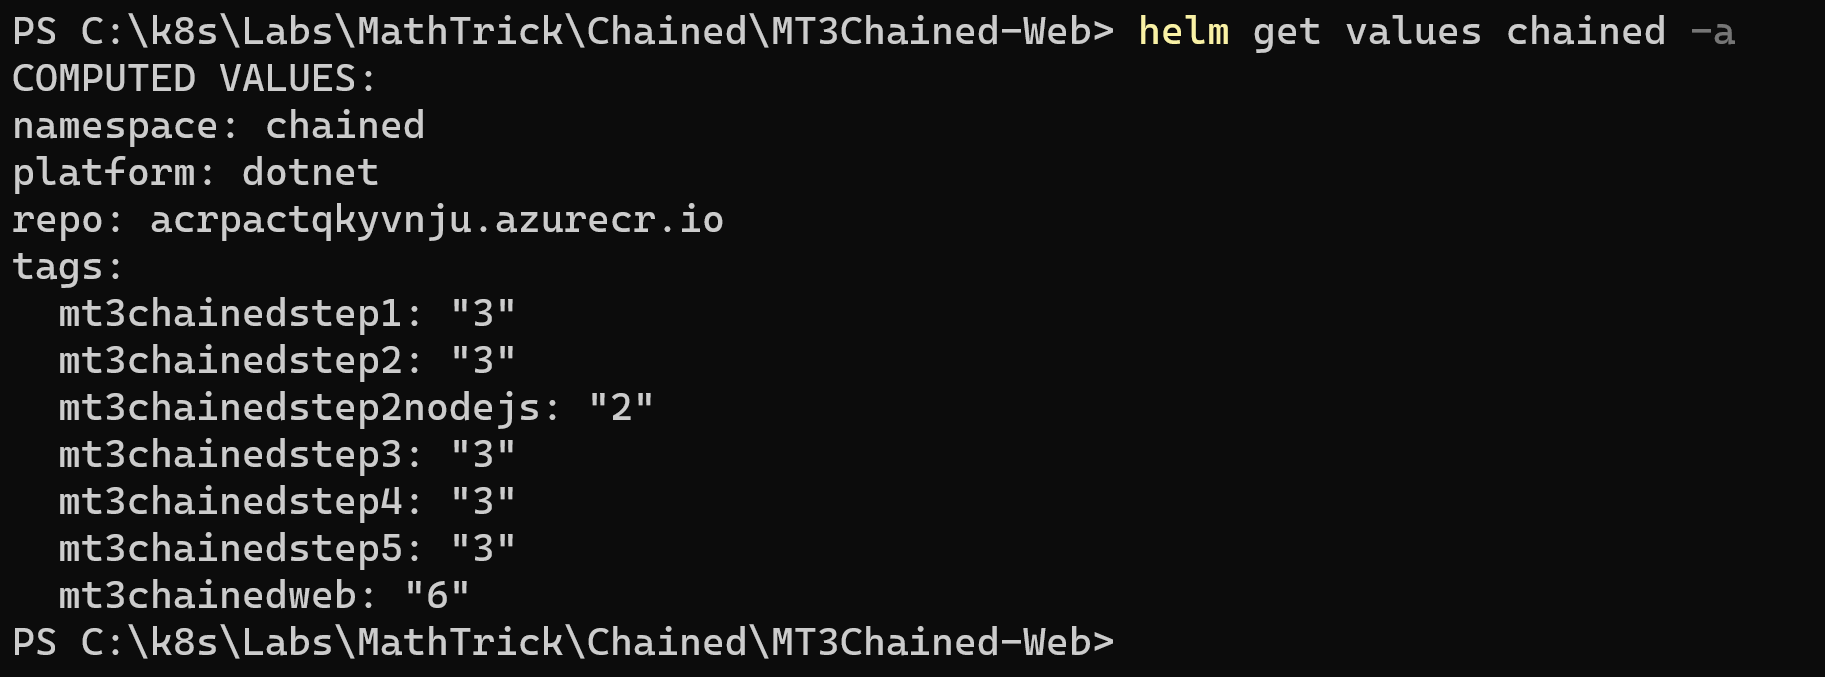 PS C:\k8s\Labs\MathTrick\Chained\MT3Chained-Web> helm get values chained -a
COMPUTED VALUES:
namespace: chained
platform: dotnet
repo: acrpactqkyvnju.azurecr.io
tags:
  mt3chainedstep1: "3"
  mt3chainedstep2: "3"
  mt3chainedstep2nodejs: "2"
  mt3chainedstep3: "3"
  mt3chainedstep4: "3"
  mt3chainedstep5: "3"
  mt3chainedweb: "6"
PS C:\k8s\Labs\MathTrick\Chained\MT3Chained-Web>